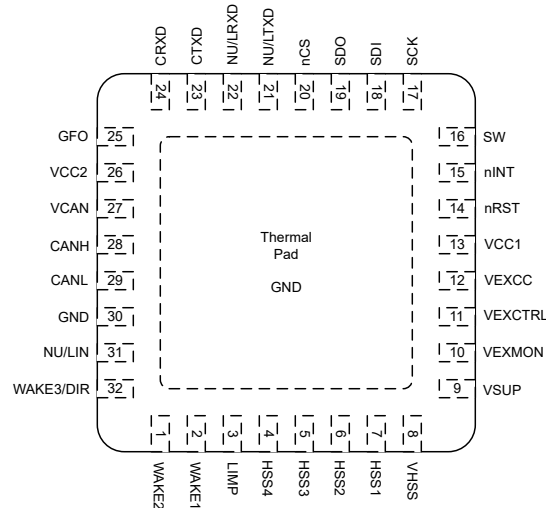 CRXD
CTXD
NU/LRXD
NU/LTXD
nCS
SDO
SDI
SCK
24
23
22
21
20
19
18
17
GFO 25
VCC2 26
VCAN 27
CANH 28
CANL 29
GND 30
NU/LIN 31
WAKE3/DIR 32
Thermal
Pad
GND
16 SW
15 nINT
14 nRST
13 VCC1
12 VEXCC
11 VEXCTRL
10 VEXMON
9 VSUP
1
2
3
4
5
6
7
8
WAKE2
WAKE1
LIMP
HSS4
HSS3
HSS2
HSS1
VHSS